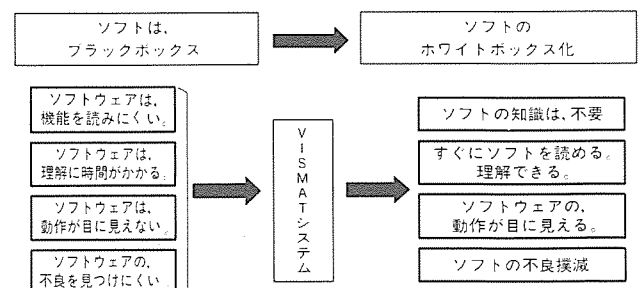 ソフトは,
ブラックボックス
ソフトの
ホワイトボックス化
ソフトウェアは,
機能を読みにくい。
ソフトウェアは,
理解に時間がかかる。
ソフトウェアは,
動作が目に見えない。
ソフトウェアの,
不良を見つけにくい。
VISMATシステム
ソフトの知識は,不要
すぐにソフトを読める。
理解できる。
ソフトウェアの,
動作が目に見える。
ソフトの不良撲滅